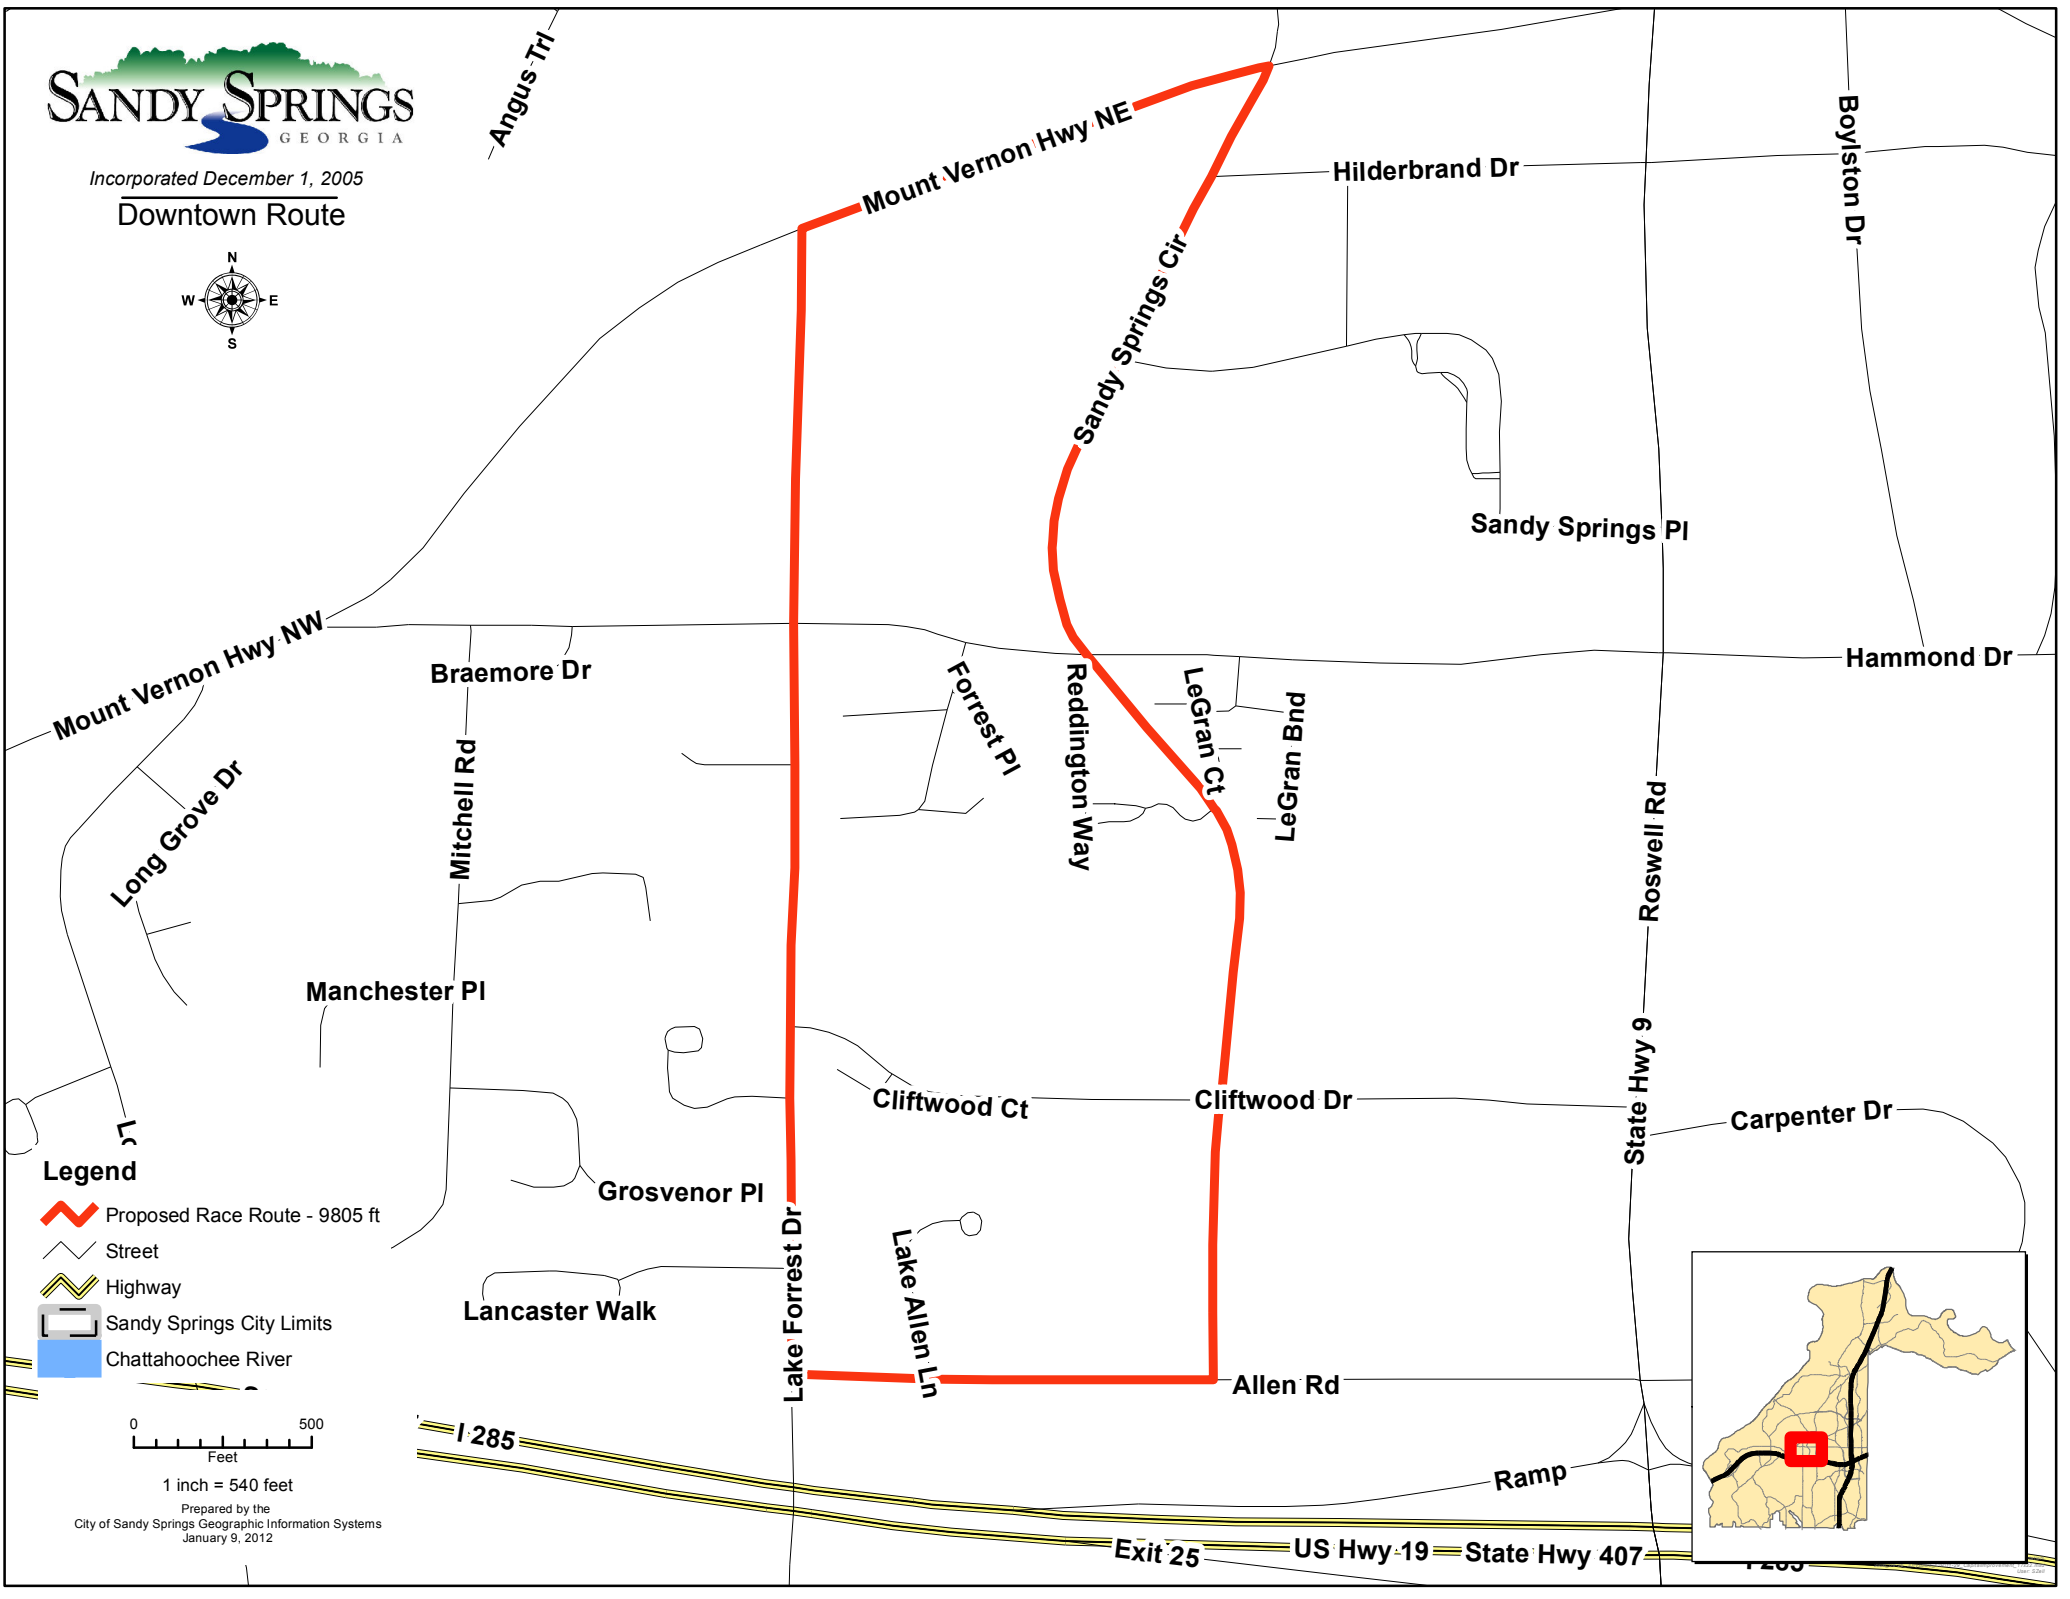 SANDY SPRINGS
GEORGIA
Incorporated December 1, 2005
Downtown Route
N
W
E
S
Angus Trl
Mount Vernon Hwy NE
Hilderbrand Dr
Boylston Dr
Sandy Springs Cir
Sandy Springs Pl
Mount Vernon Hwy NW
Braemore Dr
Hammond Dr
Forrest Pl
Reddington Way
LeGran Ct
LeGran Bnd
Long Grove Dr
Mitchell Rd
Roswell Rd
Manchester Pl
State Hwy 9
Cliftwood Ct
Cliftwood Dr
Carpenter Dr
Lo
Grosvenor Pl
Lake Forrest Dr
Lake Allen Ln
Lancaster Walk
Allen Rd
Legend
Proposed Race Route - 9805 ft
Street
Highway
Sandy Springs City Limits
Chattahoochee River
0
500
Feet
1 inch = 540 feet
Prepared by the
City of Sandy Springs Geographic Information Systems
January 9, 2012
I 285
Ramp
Exit 25
US Hwy 19
State Hwy 407
I 285